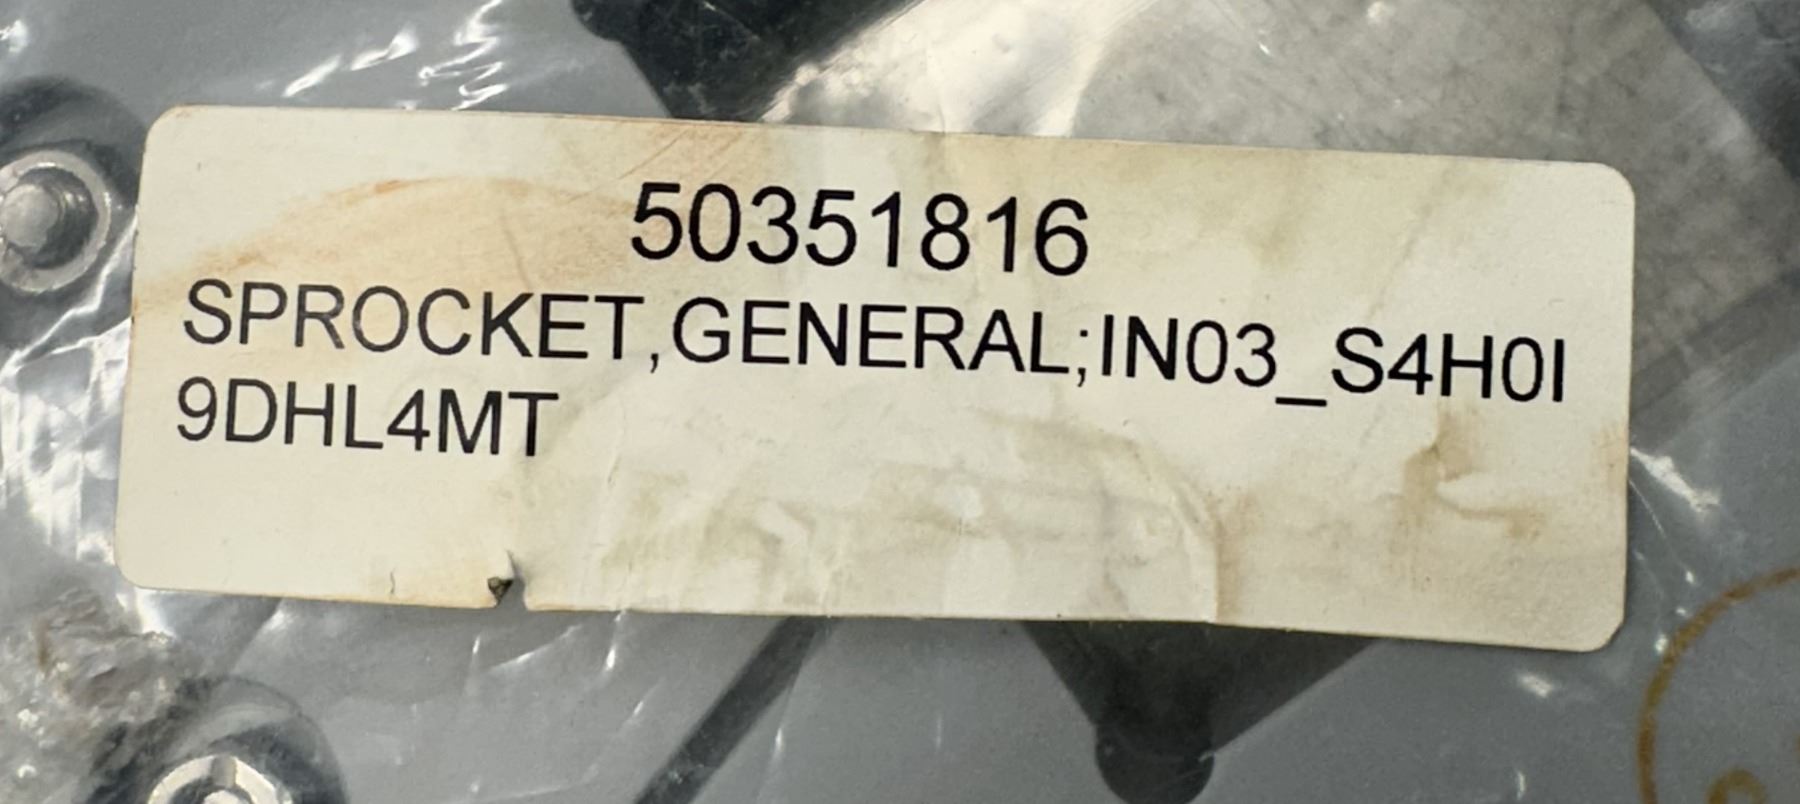 50351816
SPROCKET,GENERAL;IN03_S4H0I
9DHL4MT